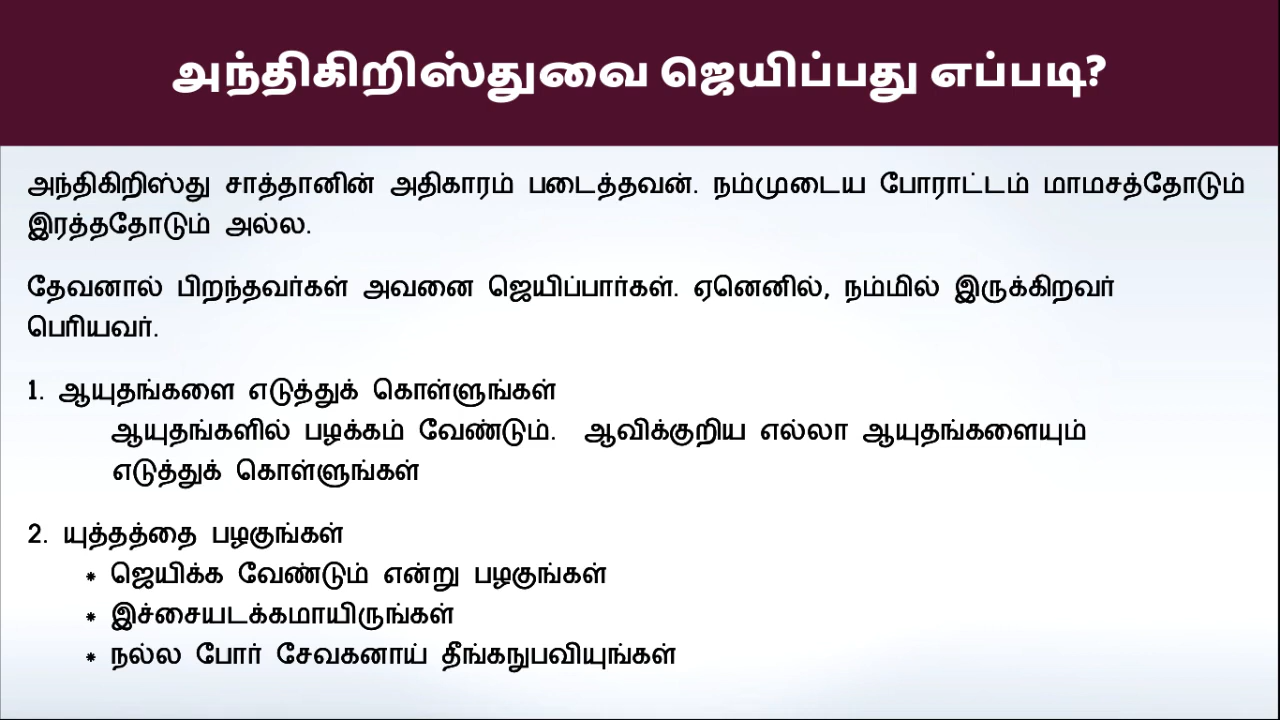 அந்திகிறிஸ்துவை ஜெயிப்பது எப்படி?
அந்திகிறிஸ்து சாத்தானின் அதிகாரம் படைத்தவன். நம்முடைய போராட்டம் மாமசத்தோடும்
இரத்ததோடும் அல்ல.
தேவனால் பிறந்தவர்கள் அவனை ஜெயிப்பார்கள். ஏனெனில், நம்மில் இருக்கிறவர்
பெரியவர்.
1. ஆயுதங்களை எடுத்துக் கொள்ளுங்கள்
ஆயுதங்களில் பழக்கம் வேண்டும். ஆவிக்குறிய எல்லா ஆயுதங்களையும்
எடுத்துக் கொள்ளுங்கள்
2. யுத்தத்தை பழகுங்கள்
* ஜெயிக்க வேண்டும் என்று பழகுங்கள்
* இச்சையடக்கமாயிருங்கள்
* நல்ல போர் சேவகனாய் தீங்கநுபவியுங்கள்